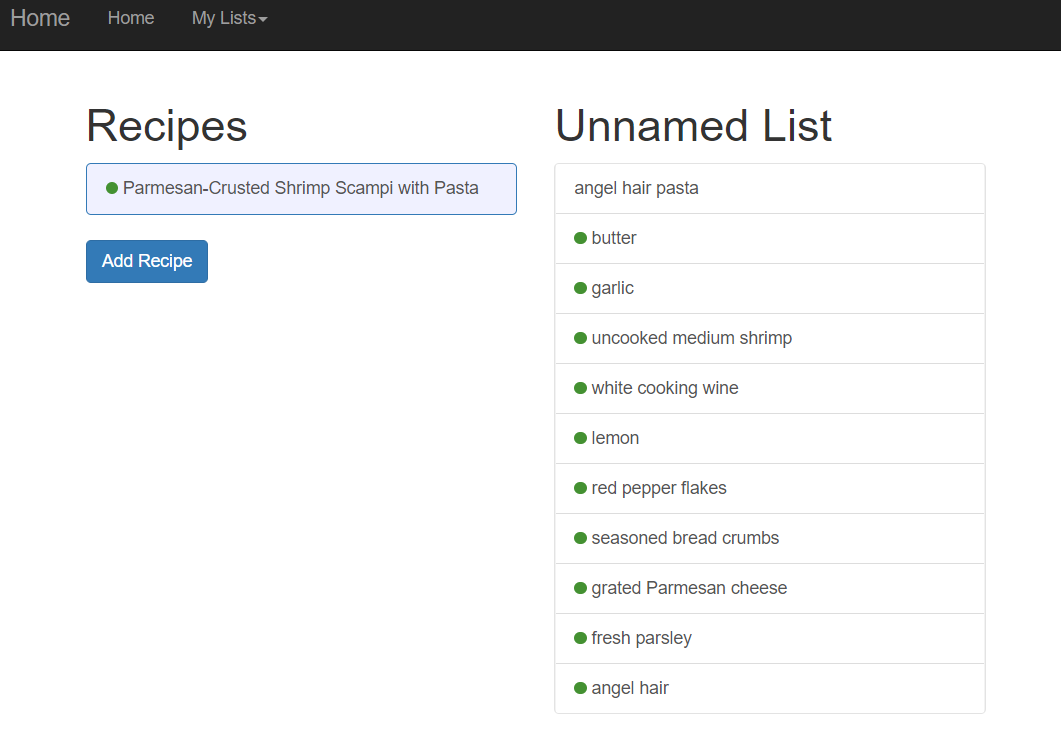 Home Home My Lists
Recipes
Parmesan-Crusted Shrimp Scampi with Pasta
Add Recipe
Unnamed List
angel hair pasta
butter
garlic
uncooked medium shrimp
white cooking wine
lemon
red pepper flakes
seasoned bread crumbs
grated Parmesan cheese
fresh parsley
angel hair